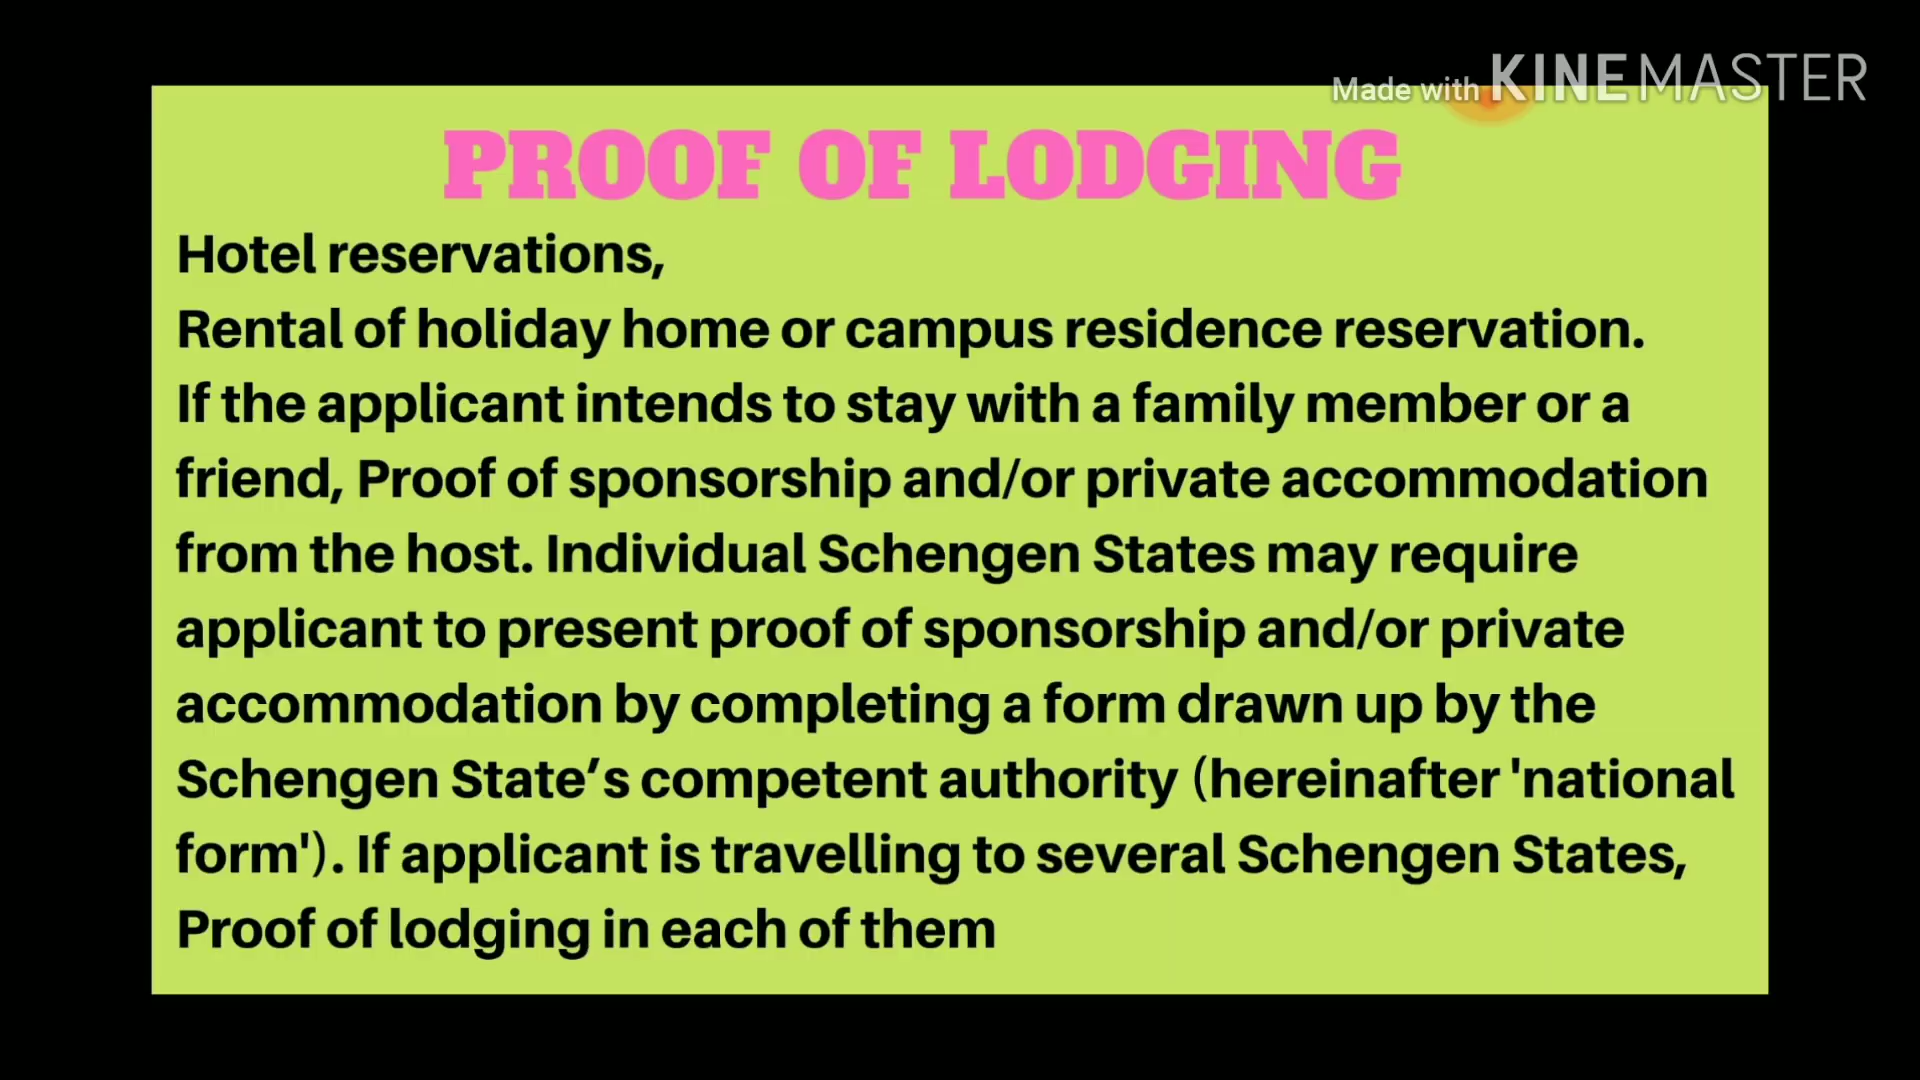 Made with KINEMASTER
PROOF OF LODGING
Hotel reservations,
Rental of holiday home or campus residence reservation.
If the applicant intends to stay with a family member or a
friend, Proof of sponsorship and/or private accommodation
from the host. Individual Schengen States may require
applicant to present proof of sponsorship and/or private
accommodation by completing a form drawn up by the
Schengen State’s competent authority (hereinafter 'national
form'). If applicant is travelling to several Schengen States,
Proof of lodging in each of them